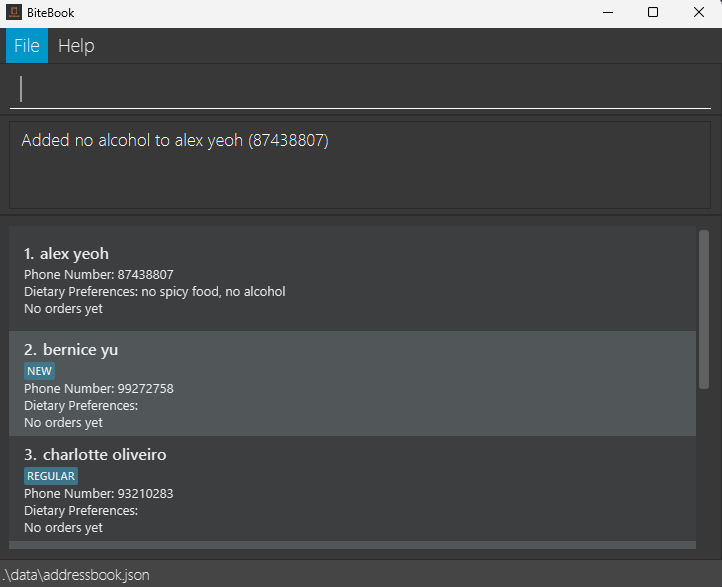 BiteBook
File Help
Added no alcohol to alex yeoh (87438807)
1. alex yeoh
Phone Number: 87438807
Dietary Preferences: no spicy food, no alcohol
No orders yet
2. bernice yu
NEW
Phone Number: 99272758
Dietary Preferences:
No orders yet
3. charlotte oliveiro
REGULAR
Phone Number: 93210283
Dietary Preferences:
No orders yet
.\data\addressbook.json